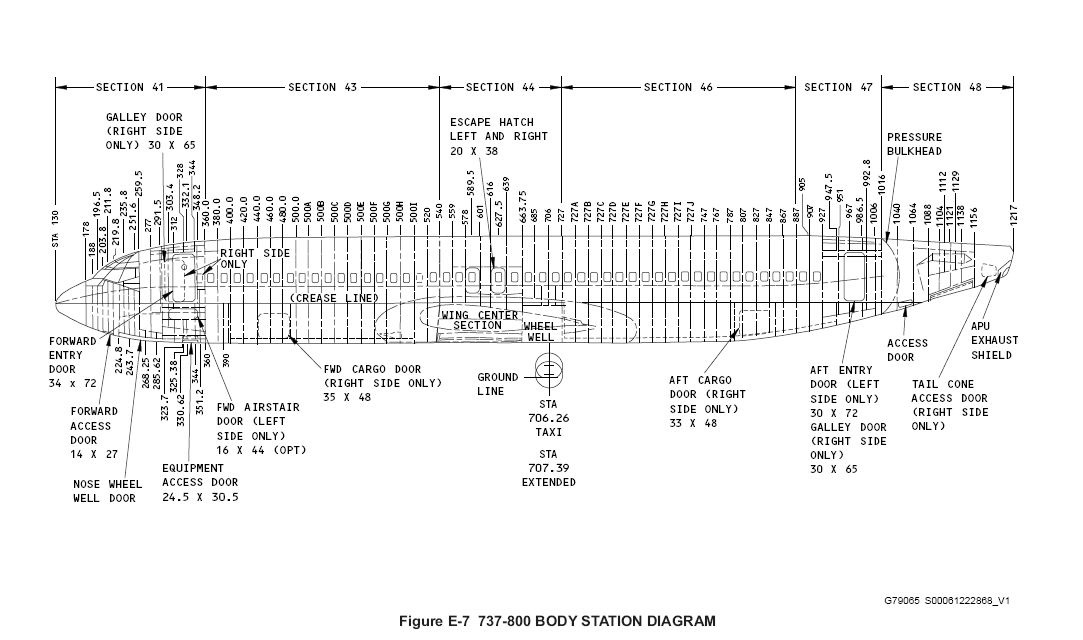 SECTION 41
SECTION 43
SECTION 44
SECTION 46
SECTION 47
SECTION 48
GALLEY DOOR
(RIGHT SIDE
ONLY) 30 X 65
ESCAPE HATCH
LEFT AND RIGHT
20 X 38
PRESSURE
BULKHEAD
STA 130
178
188
196.5
203.8
211.8
219.8
235.8
251.6
259.5
277
291.5
303.4
312
328
332.1
344
348.2
360.0
380.0
400.0
420.0
440.0
460.0
480.0
500.0
500A
500B
500C
500D
500E
500F
500G
500H
500I
520
540
559
578
589.5
601
616
627.5
639
663.75
685
706
727
727A
727B
727C
727D
727E
727F
727G
727H
727I
727J
747
767
787
807
827
847
867
887
905
907
927
947.5
951
967
986.5
992.8
1006
1016
1040
1064
1088
1104
1112
1121
1129
1138
1156
1217
RIGHT SIDE
ONLY
(CREASE LINE)
WING CENTER
SECTION
WHEEL
WELL
FORWARD
ENTRY
DOOR
34 X 72
224.8
243.7
268.25
285.62
323.7
325.38
330.62
344
351.2
360
390
FORWARD
ACCESS
DOOR
14 X 27
NOSE WHEEL
WELL DOOR
EQUIPMENT
ACCESS DOOR
24.5 X 30.5
FWD AIRSTAIR
DOOR (LEFT
SIDE ONLY)
16 X 44 (OPT)
FWD CARGO DOOR
(RIGHT SIDE ONLY)
35 X 48
GROUND
LINE
STA
706.26
TAXI
STA
707.39
EXTENDED
AFT CARGO
DOOR (RIGHT
SIDE ONLY)
33 X 48
AFT ENTRY
DOOR (LEFT
SIDE ONLY)
30 X 72
GALLEY DOOR
(RIGHT SIDE
ONLY)
30 X 65
ACCESS
DOOR
TAIL CONE
ACCESS DOOR
(RIGHT SIDE
ONLY)
APU
EXHAUST
SHIELD
G79065 S00061222868_V1
Figure E-7 737-800 BODY STATION DIAGRAM